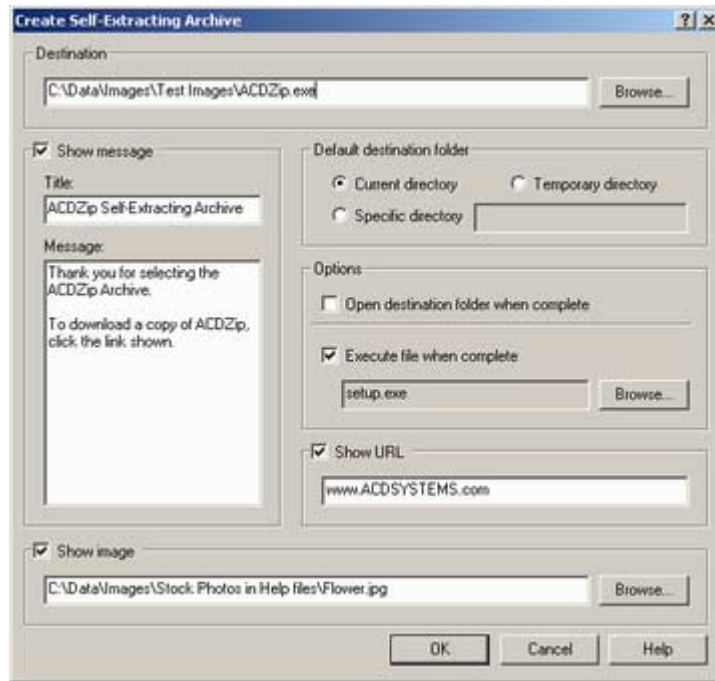 Create Self-Extracting Archive
Destination
C:\Data\Images\Test Images\ACDZip.exe
Browse...
Show message
Title:
ACDZip Self-Extracting Archive
Message:
Thank you for selecting the
ACDZip Archive.
To download a copy of ACDZip,
click the link shown.
Default destination folder
Current directory
Temporary directory
Specific directory
Options
Open destination folder when complete
Execute file when complete
setup.exe
Browse...
Show URL
www.ACDSYSTEMS.com
Show image
C:\Data\Images\Stock Photos in Help files\Flower.jpg
Browse...
OK
Cancel
Help